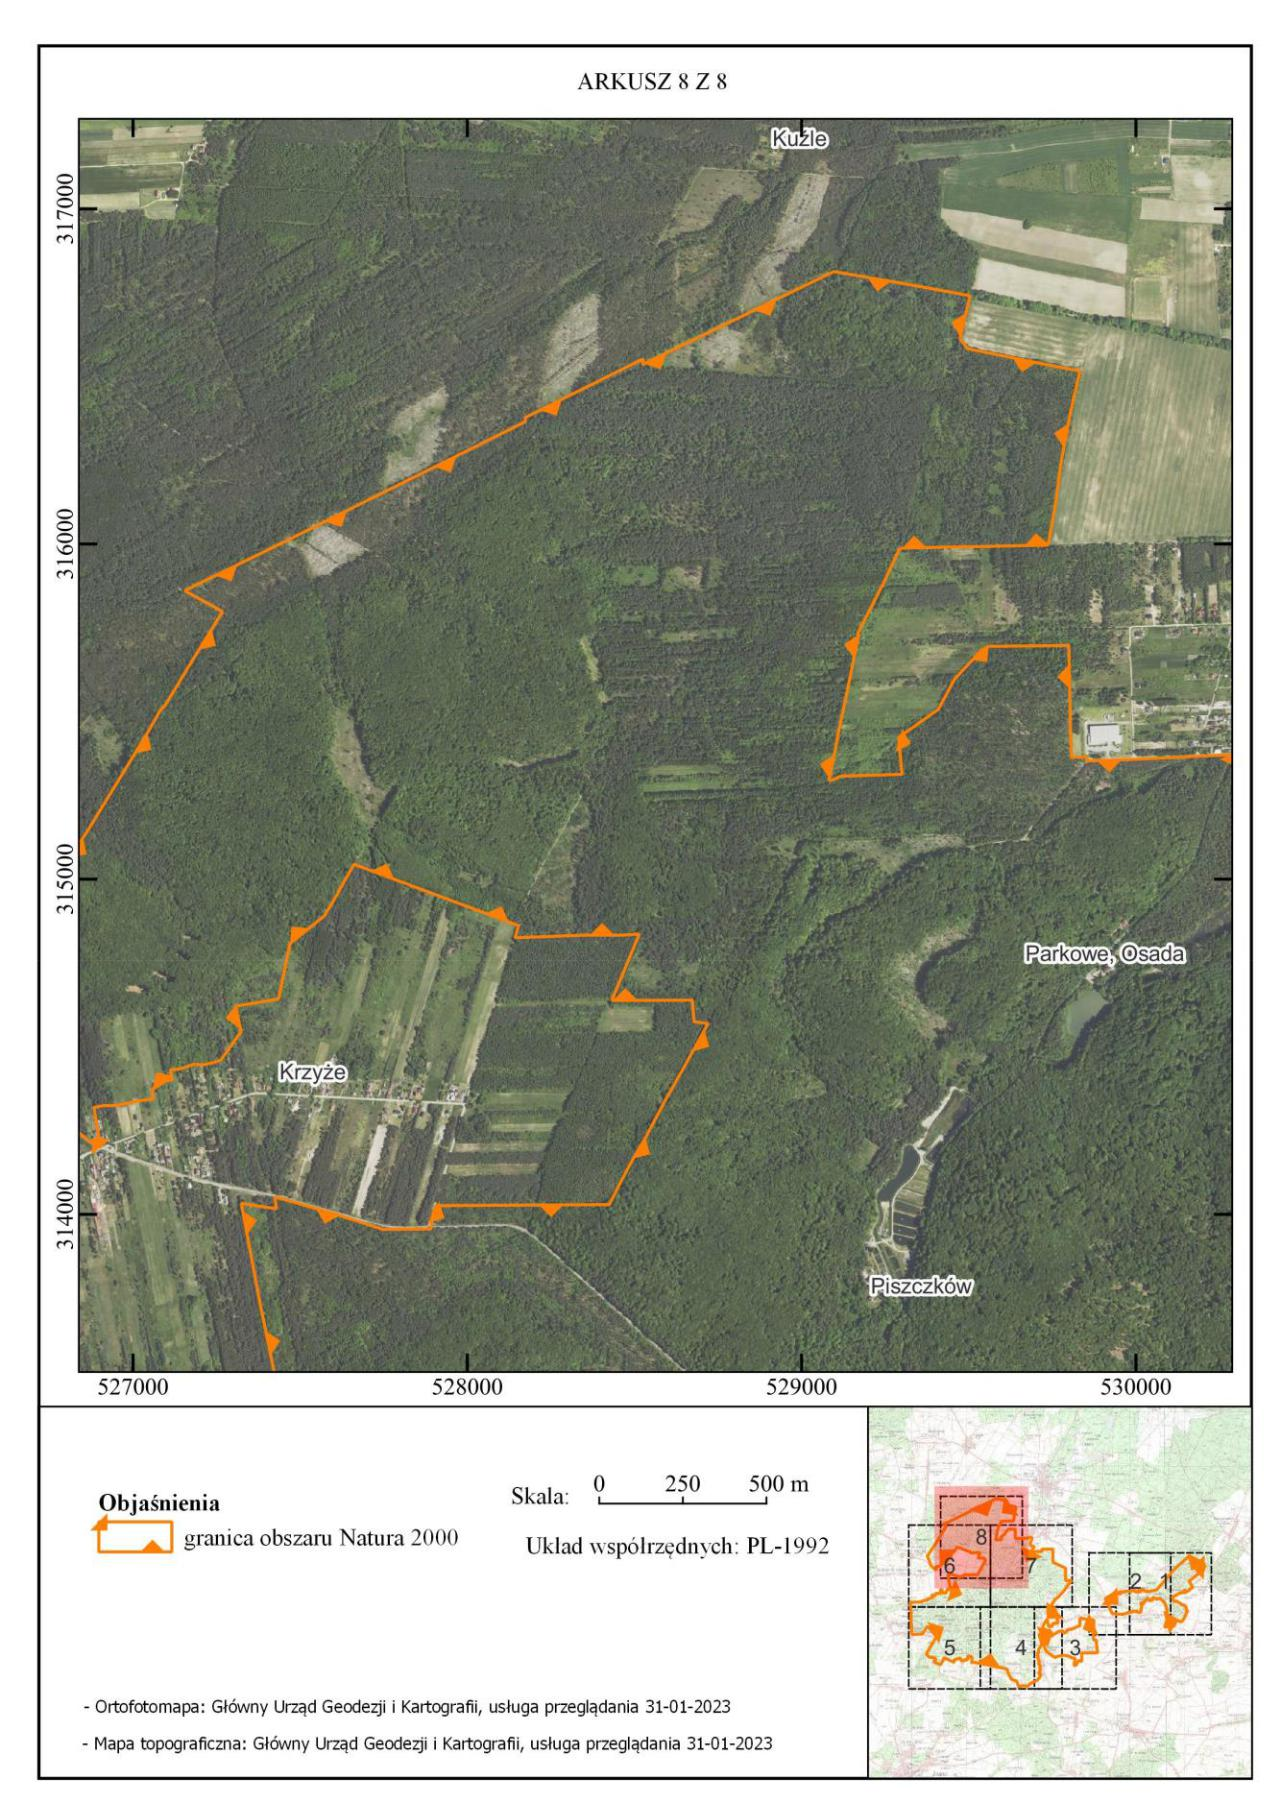 ARKUSZ 8 Z 8
Kuźle
317000
316000
315000
Parkowe, Osada
Krzyże
314000
Piszczków
527000
528000
529000
530000
Objaśnienia
granica obszaru Natura 2000
Skala:
0 250 500 m
Układ współrzędnych: PL-1992
8
6
7
2
1
5
4
3
- Ortofotomapa: Główny Urząd Geodezji i Kartografii, usługa przeglądania 31-01-2023
- Mapa topograficzna: Główny Urząd Geodezji i Kartografii, usługa przeglądania 31-01-2023